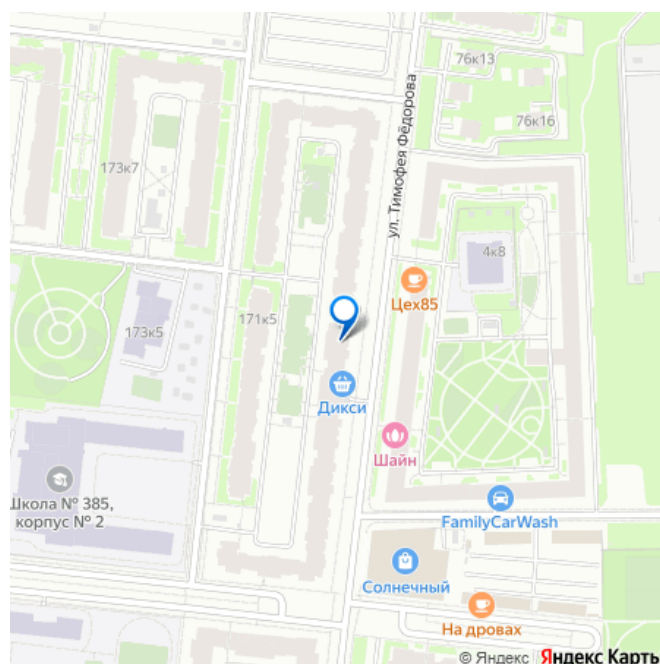 76к13
76к16
173к7
ул. Тимофея Фёдорова
4к8
Цех85
171к5
173к5
Дикси
Шайн
Школа № 385,
корпус № 2
FamilyCarWash
Солнечный
На дровах
© Яндекс Яндекс Карты